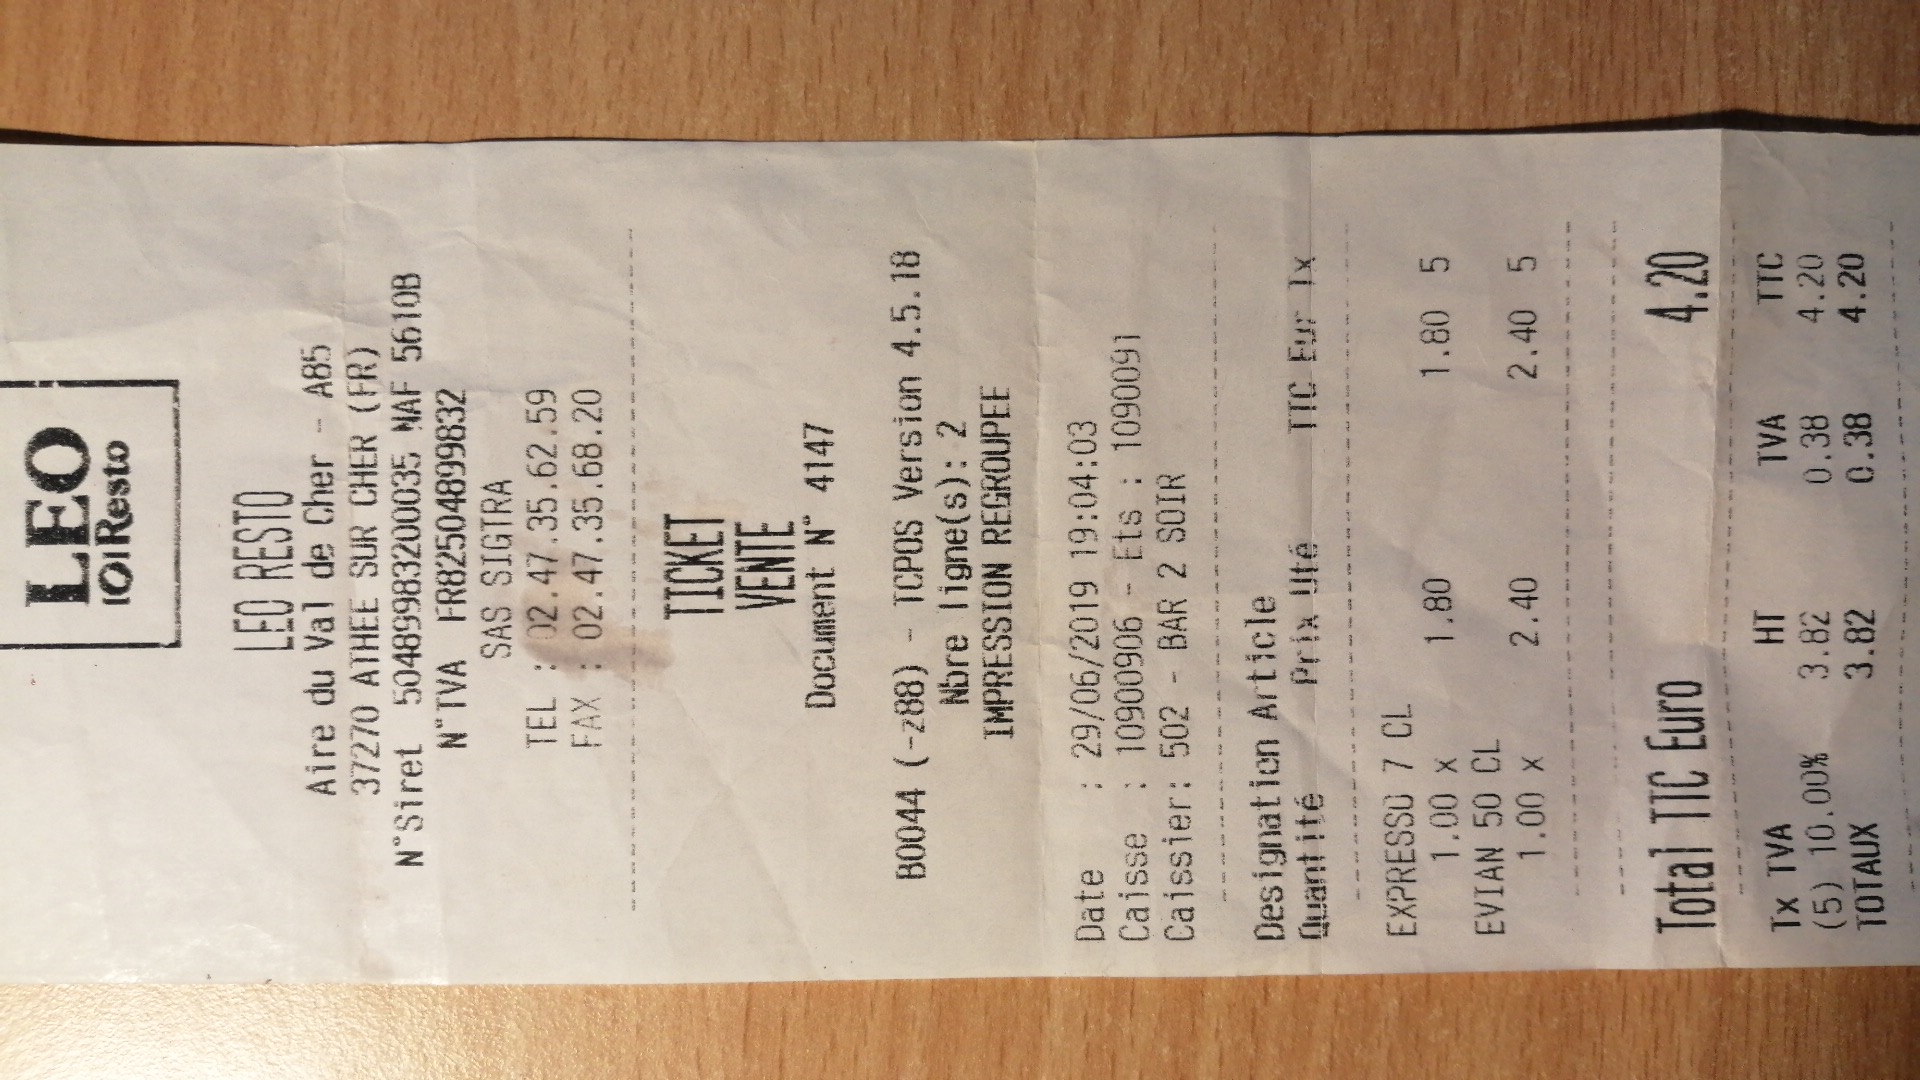 LEO
Resto
LEO RESTO
Aire du Val de Cher - A85
37270 ATHEE SUR CHER (FR)
N°Siret 50489983200035 NAF 5610B
N°TVA FR82504899832
SAS SIGTRA
TEL : 02.47.35.62.59
FAX : 02.47.35.68.20
TICKET
VENTE
Document N° 4147
B0044 (-z88) - TCPOS Version 4.5.18
Nbre ligne(s): 2
IMPRESSION REGROUPEE
Date : 29/06/2019 19:04:03
Caisse : 10900906 - Ets : 1090091
Caissier: 502 - BAR 2 SOIR
Designation Article
Quantité Prix Uté TTC Eur Tx
EXPRESSO 7 CL
1.00 x 1.80 1.80 5
EVIAN 50 CL
1.00 x 2.40 2.40 5
Total TTC Euro 4.20
Tx TVA HT TVA TTC
(5) 10.00% 3.82 0.38 4.20
TOTAUX 3.82 0.38 4.20